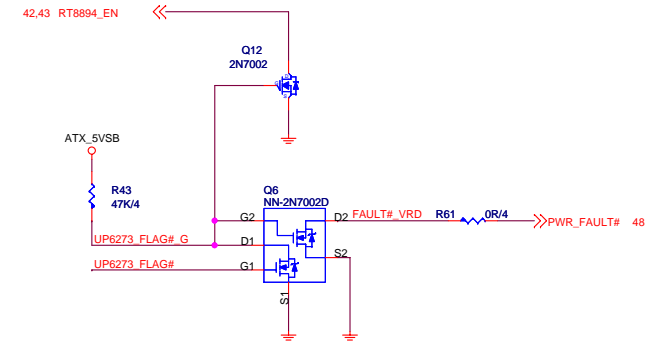 42,43 RT8894_EN
Q12
2N7002
D
G
S
ATX_5VSB
R43
47K/4
Q6
NN-2N7002D
G2
D2
FAULT#_VRD
R61
0R/4
PWR_FAULT# 48
UP6273_FLAG#_G
D1
S2
UP6273_FLAG#
G1
S1